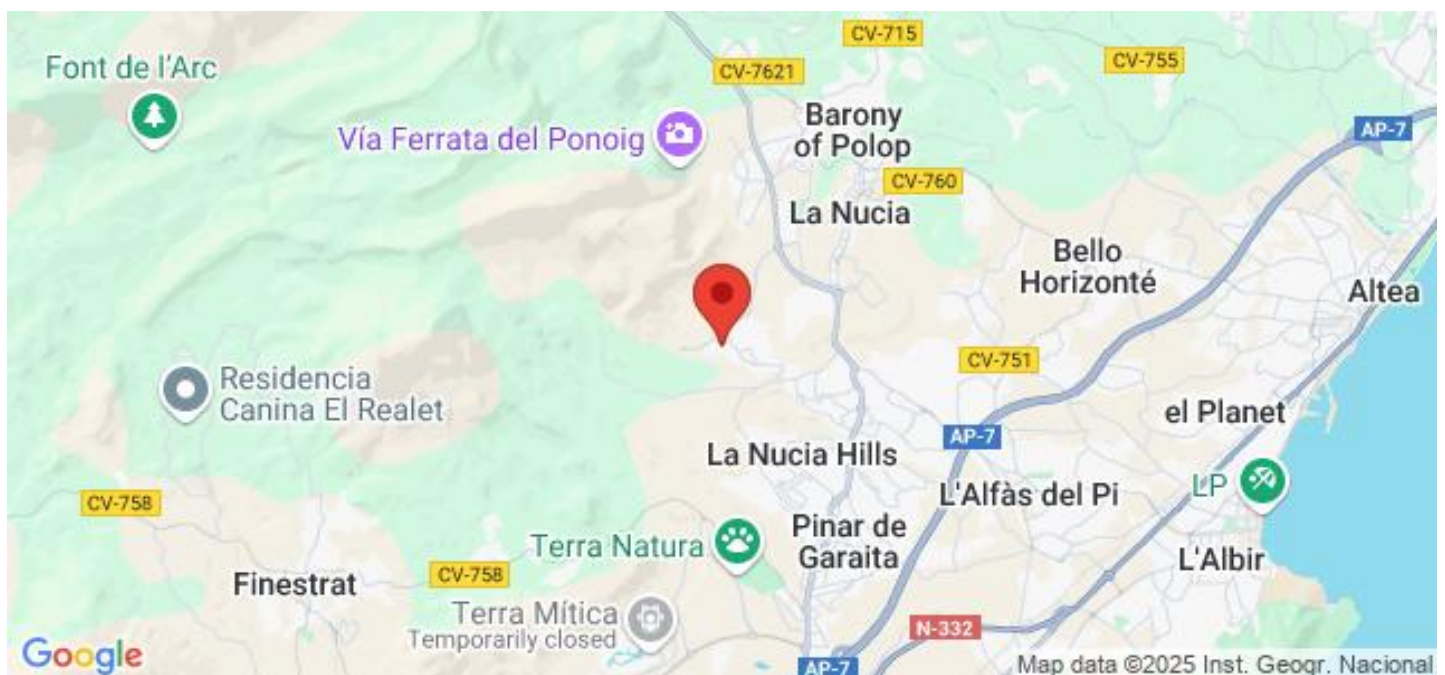 CV-715
Font de l'Arc
CV-755
CV-7621
Barony
of Polop
AP-7
Vía Ferrata del Ponoig
CV-760
La Nucia
Bello
Horizonté
Altea
CV-751
Residencia
Canina El Realet
el Planet
AP-7
La Nucia Hills
LP
L'Alfàs del Pi
CV-758
Pinar de
Garaita
Terra Natura
L'Albir
Finestrat
CV-758
Terra Mítica
Temporarily closed
N-332
Google
AP-7
Map data ©2025 Inst. Geogr. Nacional